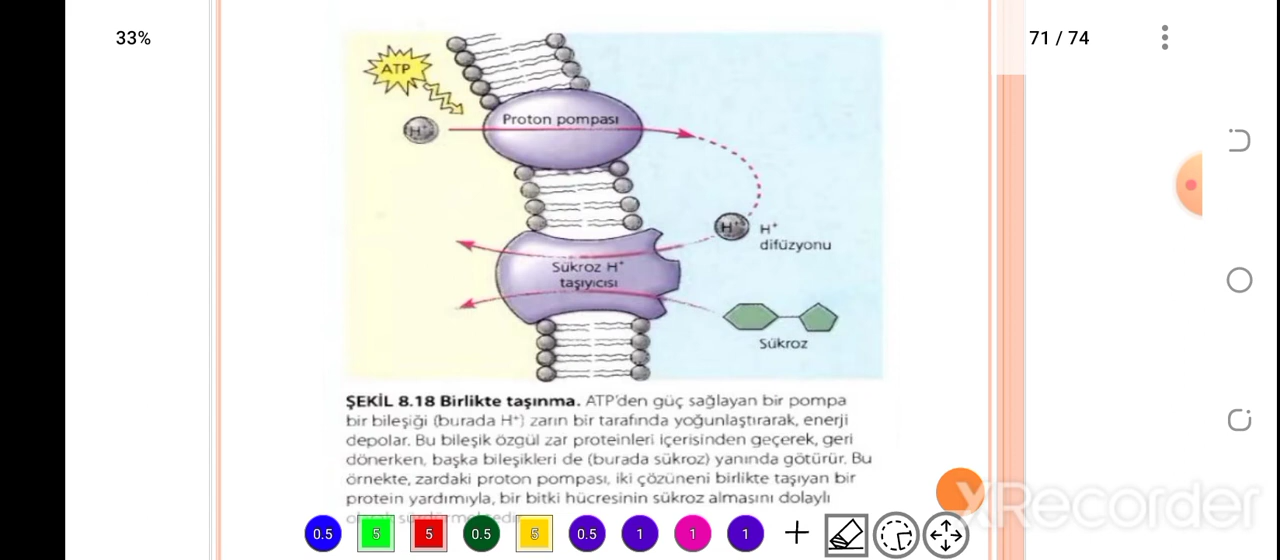 33%
71 / 74
ATP
H⁺
Proton pompası
H⁺
H⁺
difüzyonu
Sükroz H⁺
taşıyıcısı
Sükroz
ŞEKİL 8.18 Birlikte taşınma. ATP'den güç sağlayan bir pompa
bir bileşiği (burada H⁺) zarın bir tarafında yoğunlaştırarak, enerji
depolar. Bu bileşik özgül zar proteinleri içerisinden geçerek, geri
dönerken, başka bileşikleri de (burada sükroz) yanında götürür. Bu
örnekte, zardaki proton pompası, iki çözüneni birlikte taşıyan bir
protein yardımıyla, bir bitki hücresinin sükroz almasını dolaylı
0.5 5 5 0.5 5 0.5 1 1 1
XRecorder